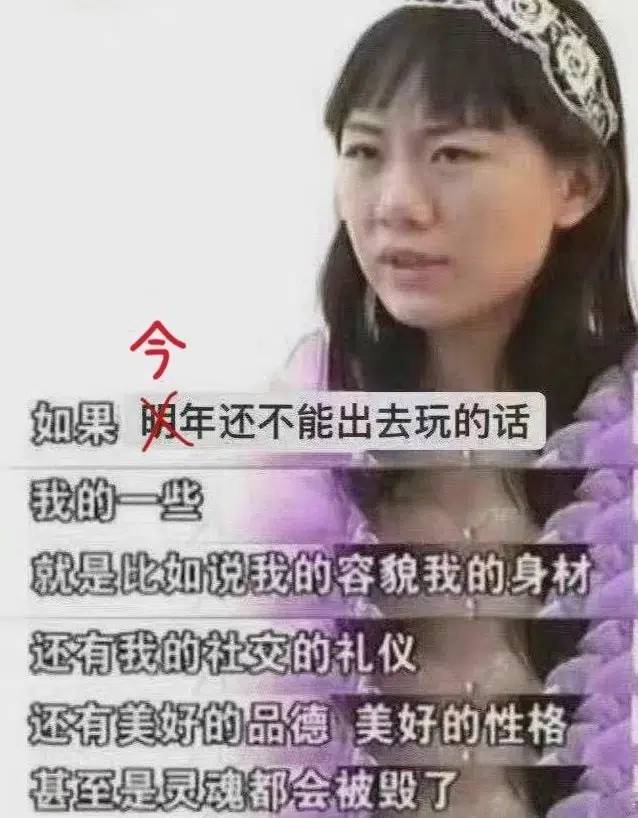 今
如果 明年还不能出去玩的话
我的一些
就是比如说我的容貌我的身材
还有我的社交的礼仪
还有美好的品德 美好的性格
甚至是灵魂都会被毁了